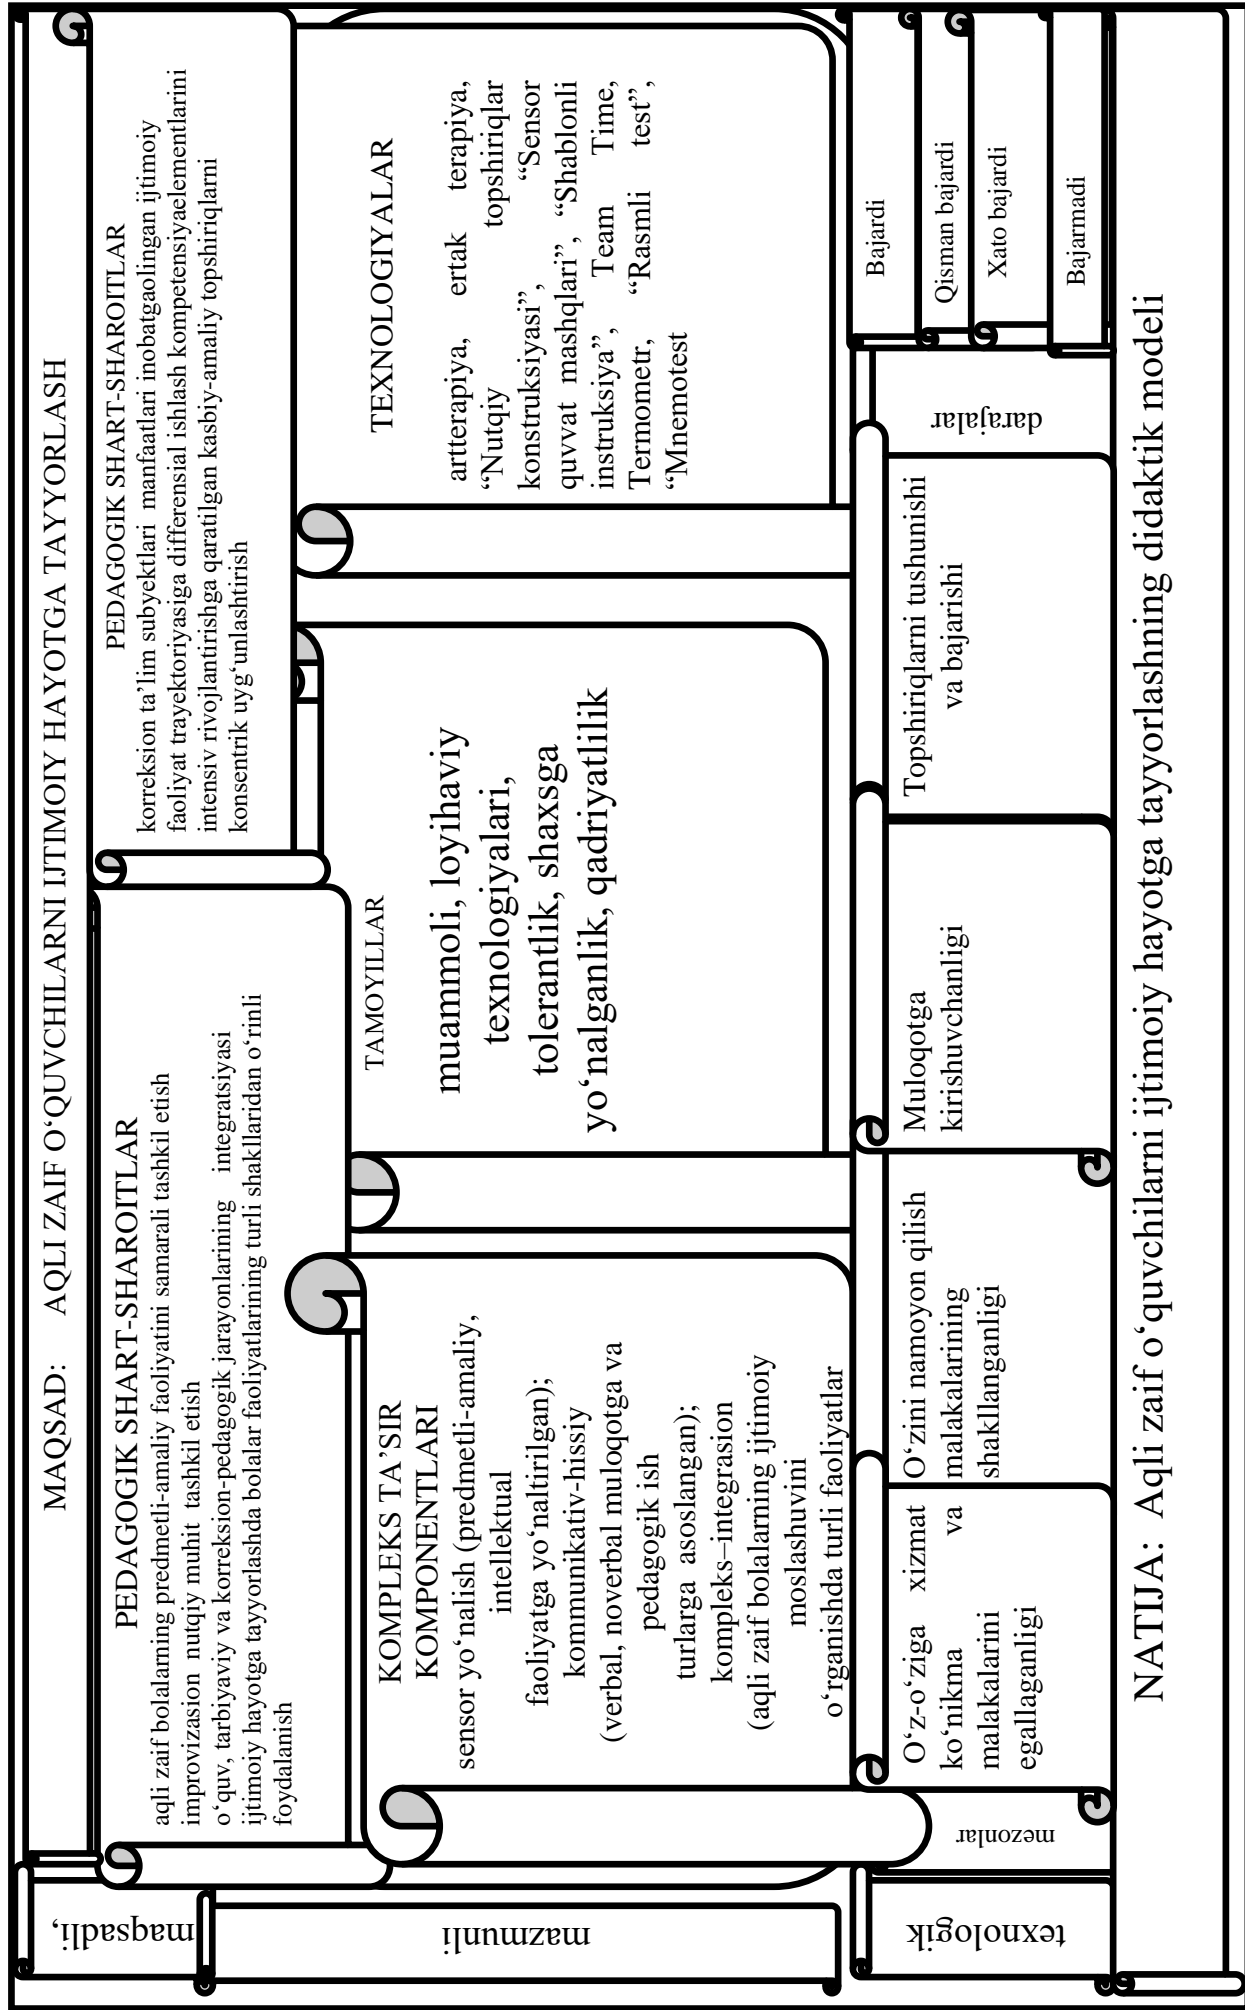 MAQSAD: AQLI ZAIF O‘QUVCHILARNI IJTIMOIY HAYOTGA TAYYORLASH
maqsadli,
PEDAGOGIK SHART-SHAROITLAR
aqli zaif bolalarning predmetli-amaliy faoliyatini samarali tashkil etish
improvizasion nutqiy muhit tashkil etish
o‘quv, tarbiyaviy va korreksion-pedagogik jarayonlarining integratsiyasi
ijtimoiy hayotga tayyorlashda bolalar faoliyatlarining turli shakllaridan o‘rinli
foydalanish
PEDAGOGIK SHART-SHAROITLAR
korreksion ta’lim subyektlari manfaatlari inobatgaolingan ijtimoiy
faoliyat trayektoriyasiga differensial ishlash kompetensiyaelementlarini
intensiv rivojlantirishga qaratilgan kasbiy-amaliy topshiriqlarni
konsentrik uyg‘unlashtirish
mazmunli
KOMPLEKS TA’SIR
KOMPONENTLARI
sensor yo‘nalish (predmetli-amaliy,
intellektual
faoliyatga yo‘naltirilgan);
kommunikativ-hissiy
(verbal, noverbal muloqotga va
pedagogik ish
turlarga asoslangan);
kompleks–integrasion
(aqli zaif bolalarning ijtimoiy
moslashuvini
o‘rganishda turli faoliyatlar
TAMOYILLAR
muammoli, loyihaviy
texnologiyalari,
tolerantlik, shaxsga
yo‘nalganlik, qadriyatlilik
TEXNOLOGIYALAR
artterapiya, ertak terapiya,
“Nutqiy topshiriqlar
konstruksiyasi”, “Sensor
quvvat mashqlari”, “Shablonli
instruksiya”, Team Time,
Termometr, “Rasmli test”,
“Mnemotest
texnologik
mezonlar
O‘z-o‘ziga xizmat
ko‘nikma va
malakalarini
egallaganligi
O‘zini namoyon qilish
malakalarining
shakllanganligi
Muloqotga
kirishuvchanligi
Topshiriqlarni tushunishi
va bajarishi
darajalar
Bajardi
Qisman bajardi
Xato bajardi
Bajarmadi
NATIJA: Aqli zaif o‘quvchilarni ijtimoiy hayotga tayyorlashning didaktik modeli